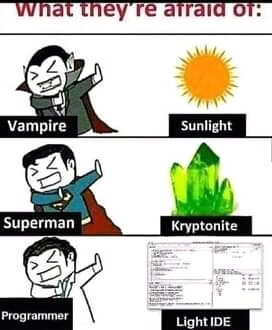 What they're afraid of:
Vampire
Sunlight
Superman
Kryptonite
Programmer
Light IDE